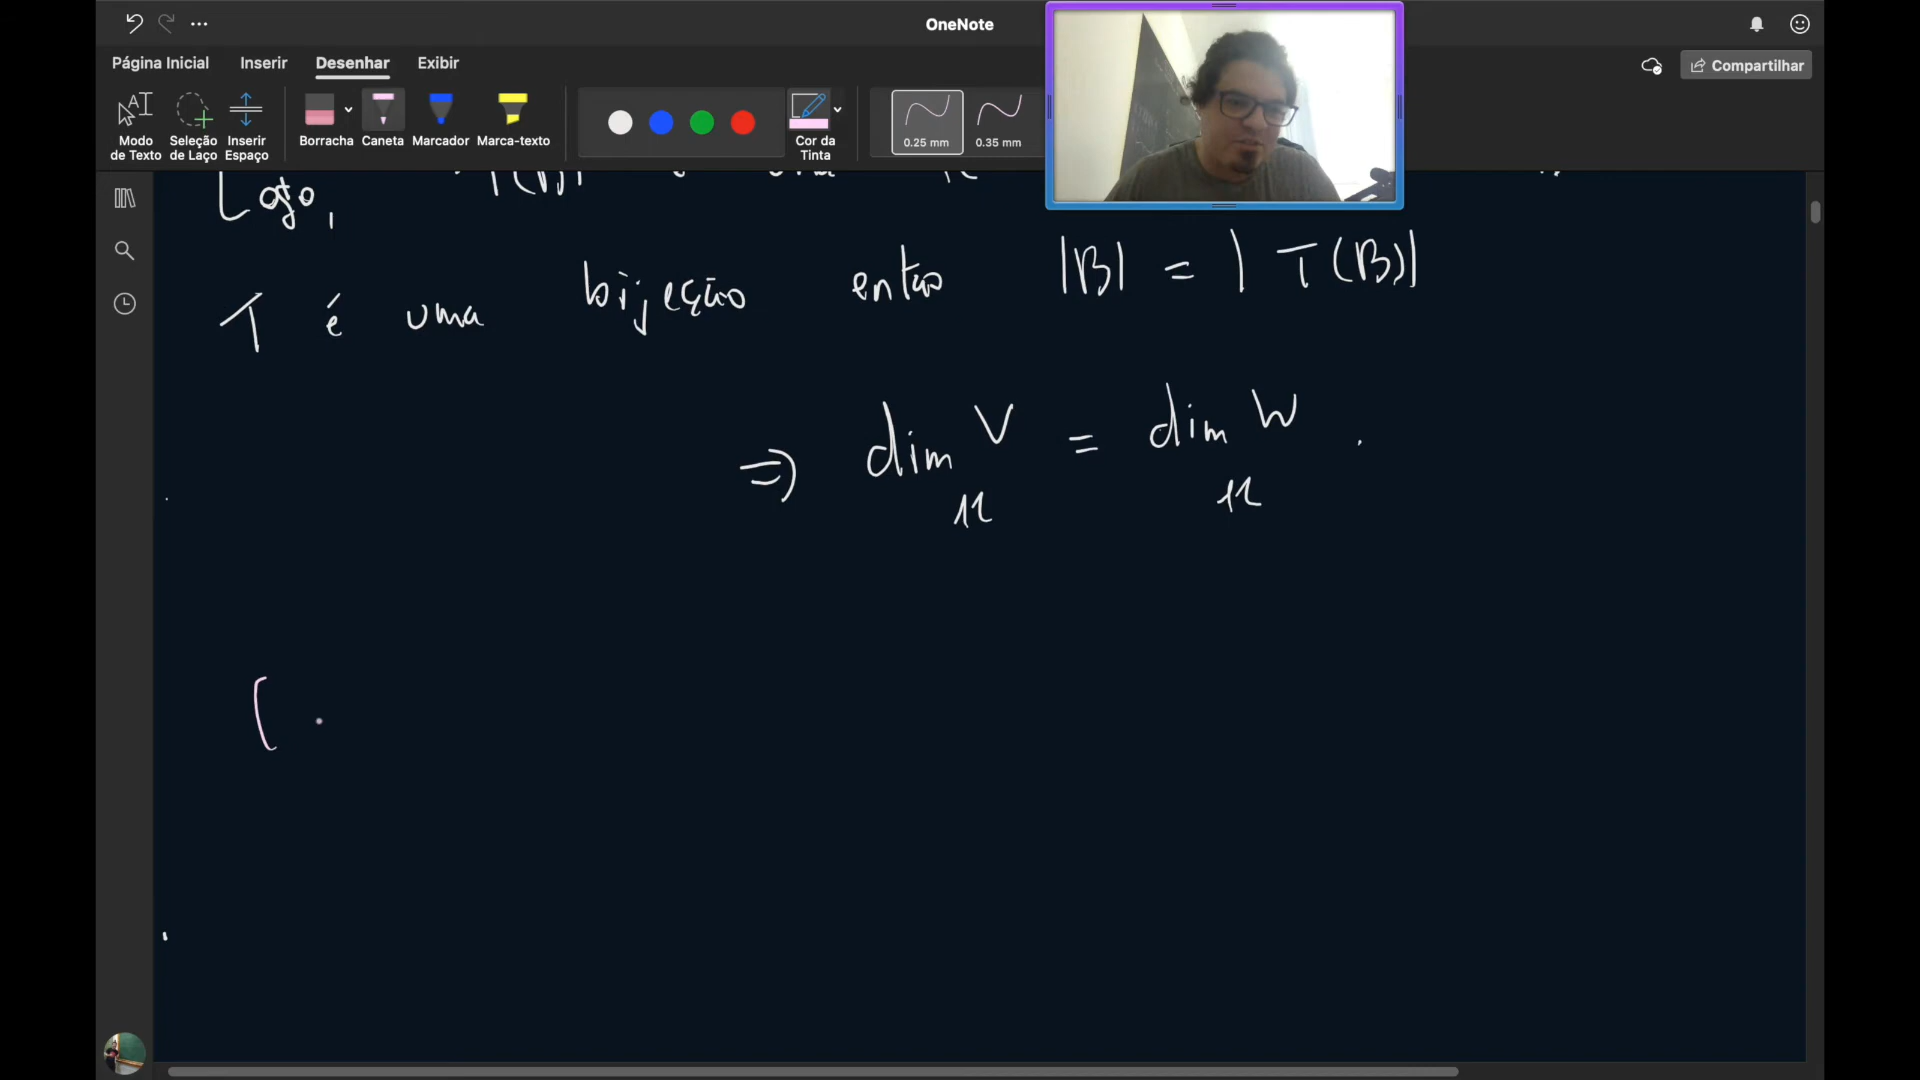 OneNote
Página Inicial Inserir Desenhar Exibir
Compartilhar
Modo de Texto
Seleção de Laço
Inserir Espaço
Borracha
Caneta
Marcador
Marca-texto
Cor da Tinta
0.25 mm
0.35 mm
Logo, T(B)
T é uma bijeção então |B| = |T(B)|
⇒ dim V = dim W .
(